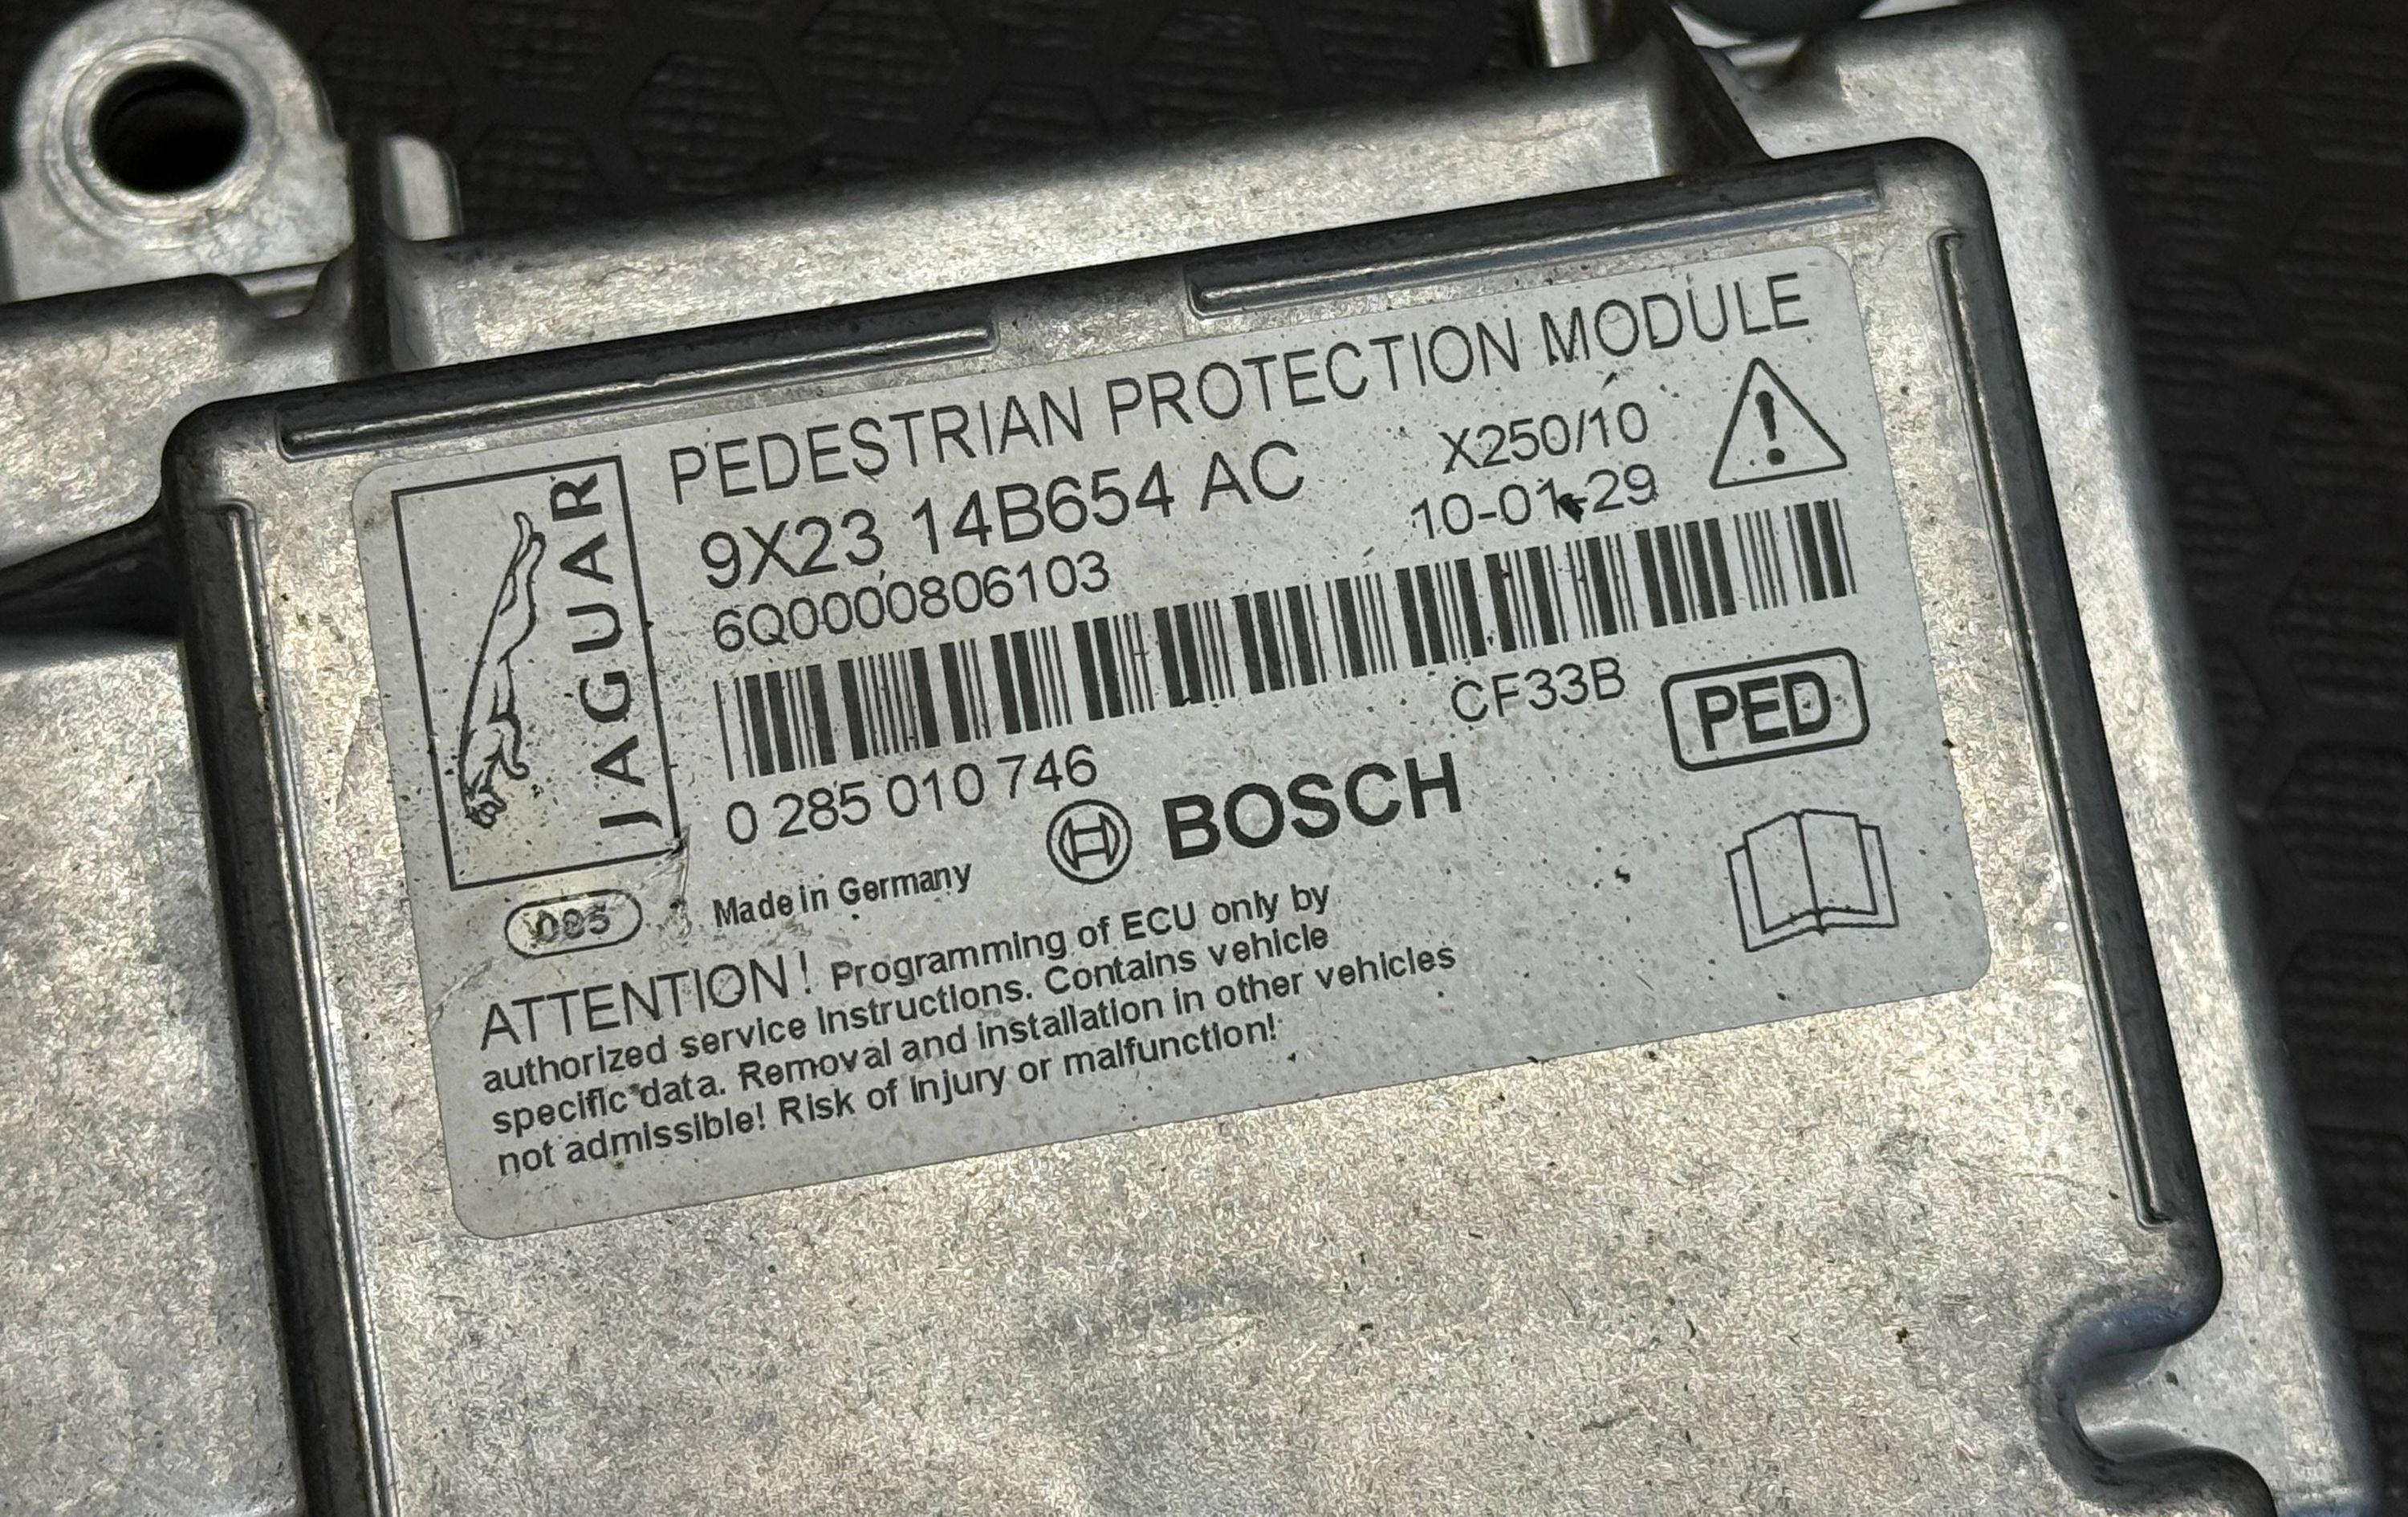 PEDESTRIAN PROTECTION MODULE
JAGUAR
9X23 14B654 AC
X250/10
6Q0000806103
10-01-29
CF33B
PED
0 285 010 746
BOSCH
Made in Germany
ATTENTION! Programming of ECU only by
authorized service instructions. Contains vehicle
specific data. Removal and installation in other vehicles
not admissible! Risk of injury or malfunction!